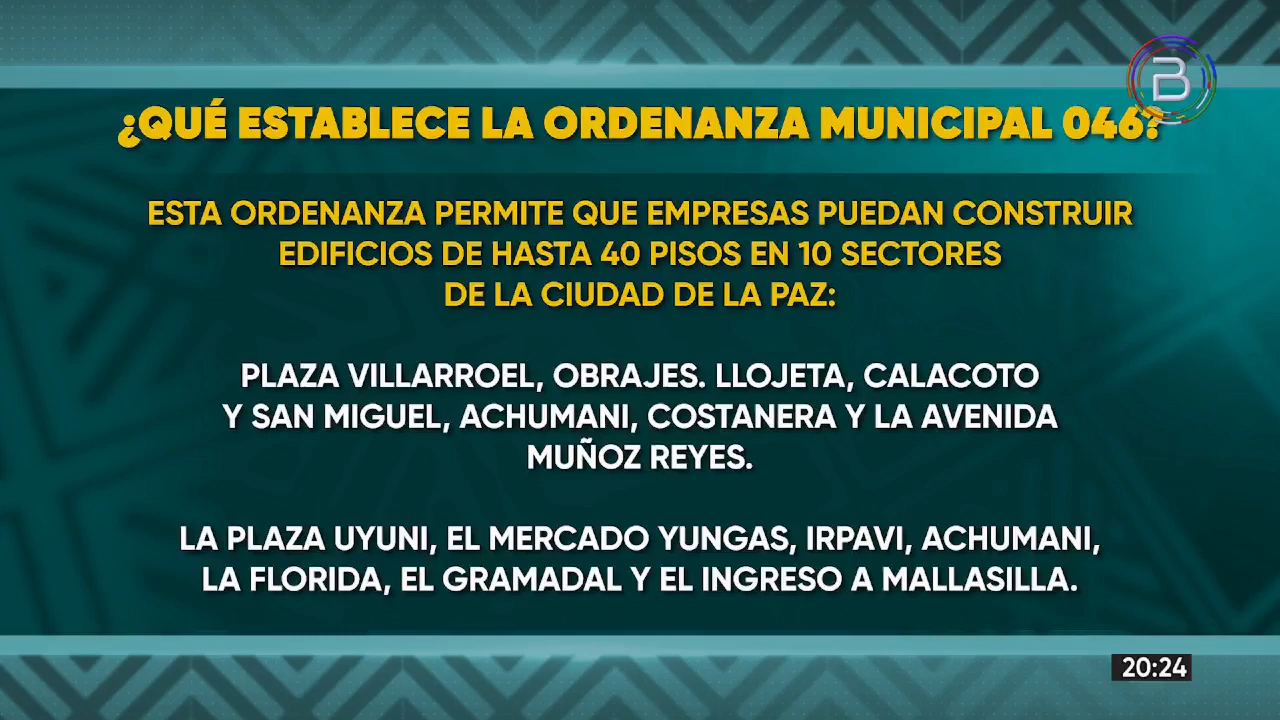 B
¿QUÉ ESTABLECE LA ORDENANZA MUNICIPAL 046?
ESTA ORDENANZA PERMITE QUE EMPRESAS PUEDAN CONSTRUIR
EDIFICIOS DE HASTA 40 PISOS EN 10 SECTORES
DE LA CIUDAD DE LA PAZ:
PLAZA VILLARROEL, OBRAJES. LLOJETA, CALACOTO
Y SAN MIGUEL, ACHUMANI, COSTANERA Y LA AVENIDA
MUÑOZ REYES.
LA PLAZA UYUNI, EL MERCADO YUNGAS, IRPAVI, ACHUMANI,
LA FLORIDA, EL GRAMADAL Y EL INGRESO A MALLASILLA.
20:24